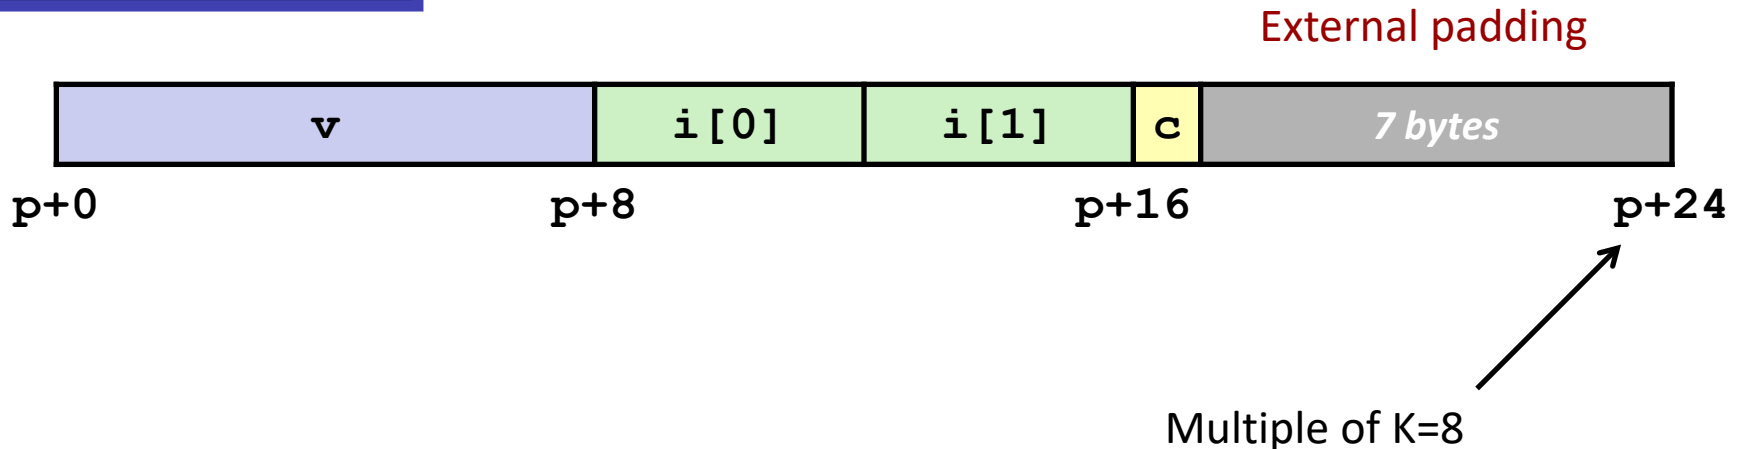 External padding
v i[0] i[1] c 7 bytes
p+0 p+8 p+16 p+24
Multiple of K=8